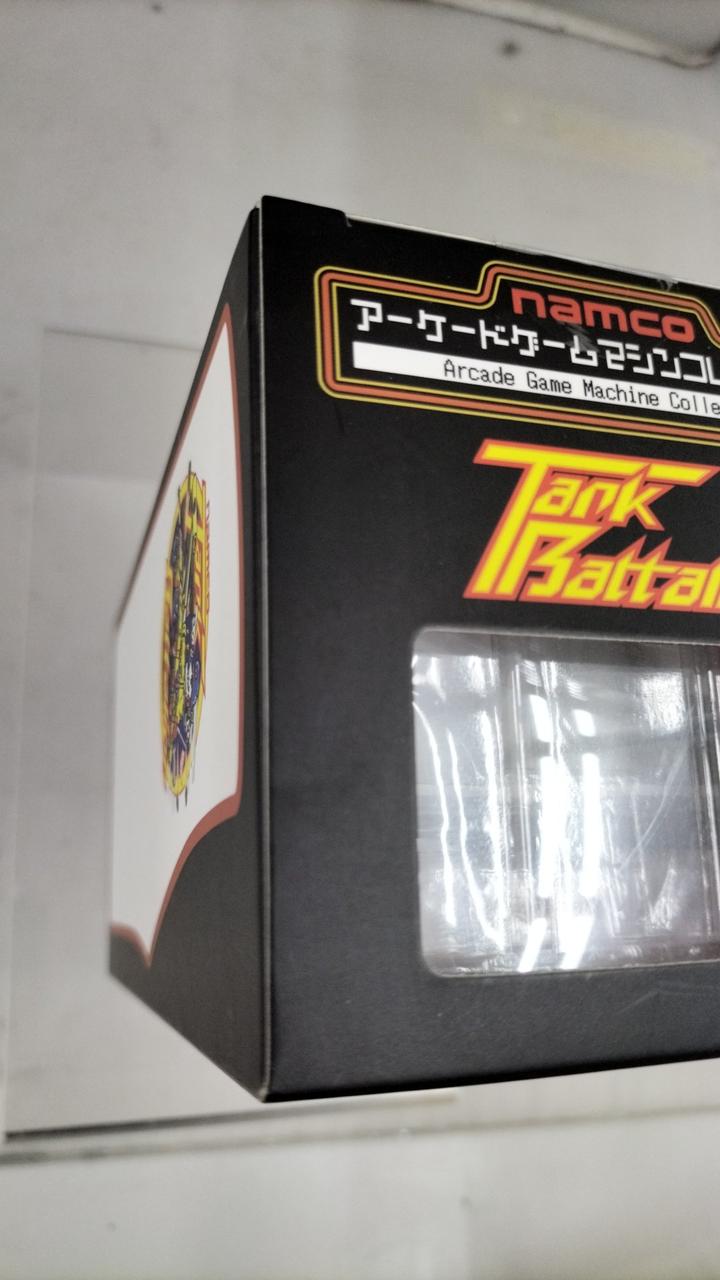 namco
アーケードゲームマシンコレ
Arcade Game Machine Colle
Tank
Battal